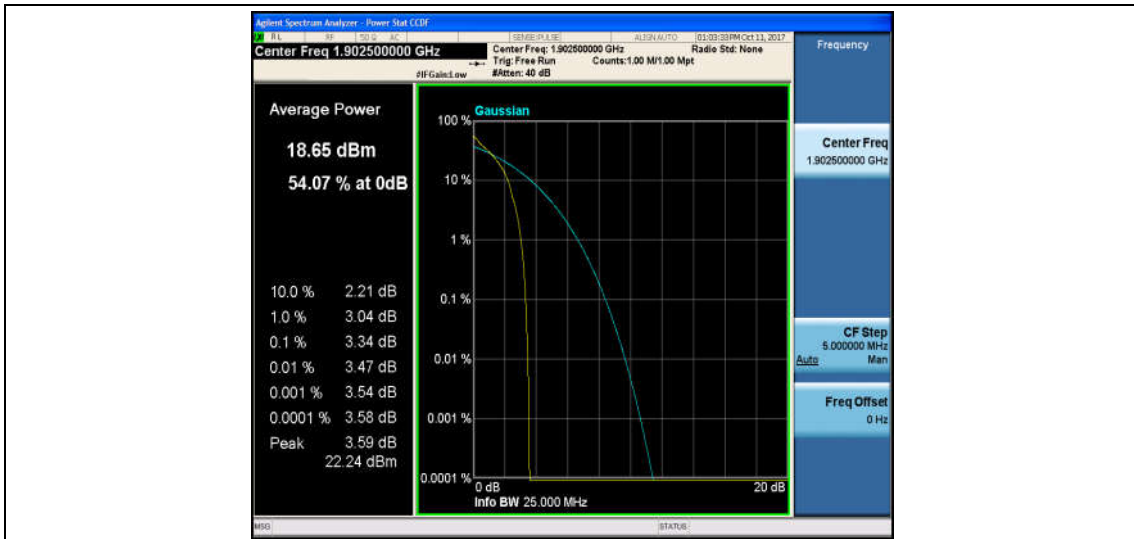 Agilent Spectrum Analyzer - Power Stat CCDF
RL RF 50 Ω AC SENSE:PULSE ALIGN AUTO 01:03:33 PM Oct 11, 2017
Center Freq 1.902500000 GHz
Center Freq: 1.902500000 GHz Radio Std: None
Trig: Free Run Counts:1.00 M/1.00 Mpt
#IFGain:Low #Atten: 40 dB
Frequency
Average Power
18.65 dBm
54.07 % at 0dB
10.0 % 2.21 dB
1.0 % 3.04 dB
0.1 % 3.34 dB
0.01 % 3.47 dB
0.001 % 3.54 dB
0.0001 % 3.58 dB
Peak 3.59 dB
22.24 dBm
Gaussian
100 %
10 %
1 %
0.1 %
0.01 %
0.001 %
0.0001 %
0 dB 20 dB
Info BW 25.000 MHz
Center Freq
1.902500000 GHz
CF Step
5.000000 MHz
Auto Man
Freq Offset
0 Hz
MSG STATUS